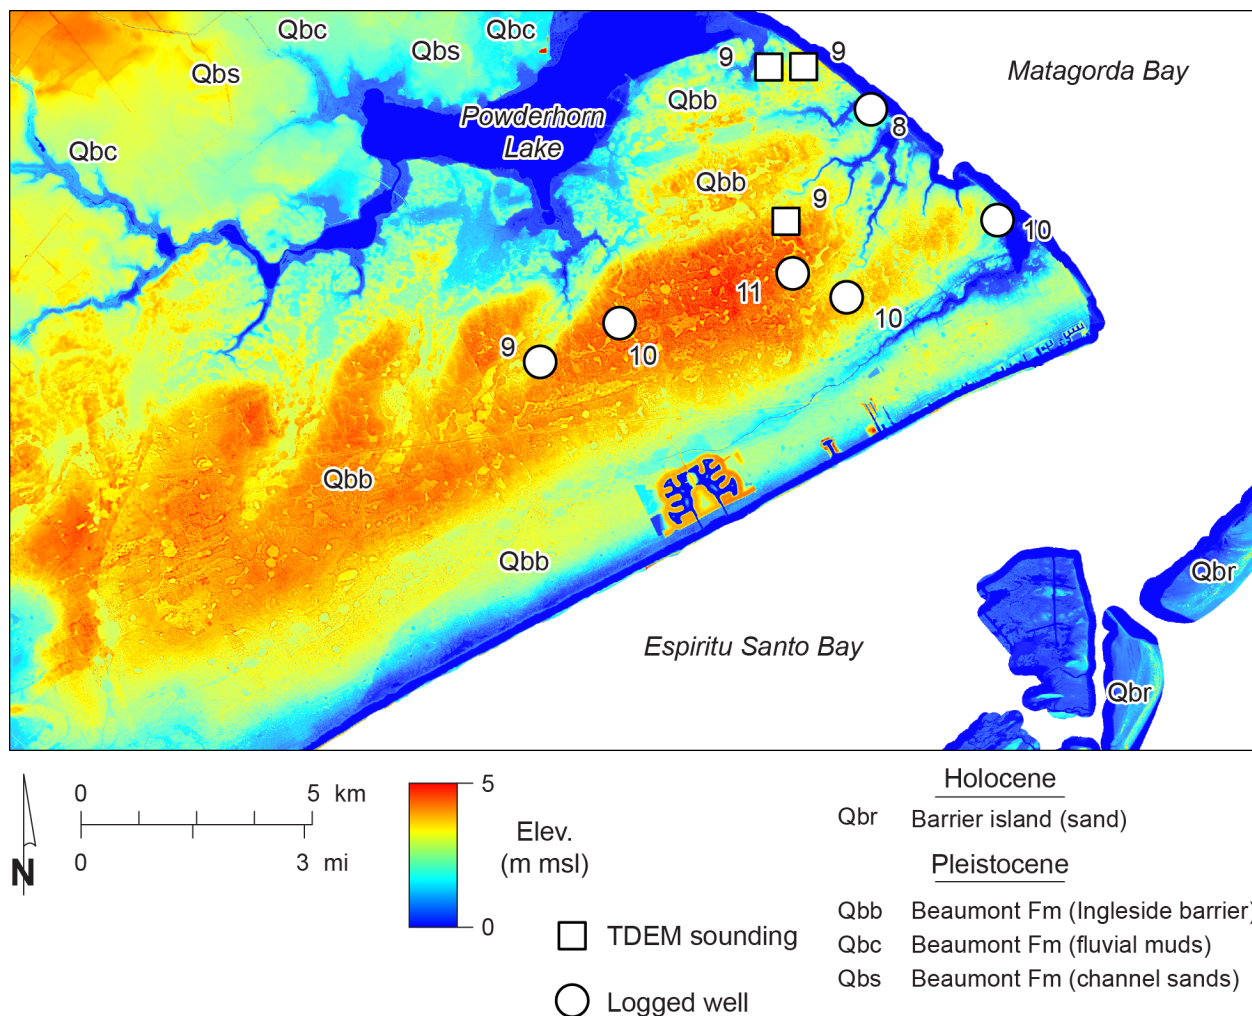 Qbc
Qbc
Qbs
Qbs
Matagorda Bay
9
9
Qbb
Powderhorn
Lake
8
Qbc
Qbb
9
10
11
10
9
10
Qbb
Qbb
Qbr
Espiritu Santo Bay
Qbr
N
0 5 km
0 3 mi
5
Elev.
(m msl)
0
TDEM sounding
Logged well
Holocene
Qbr Barrier island (sand)
Pleistocene
Qbb Beaumont Fm (Ingleside barrier)
Qbc Beaumont Fm (fluvial muds)
Qbs Beaumont Fm (channel sands)